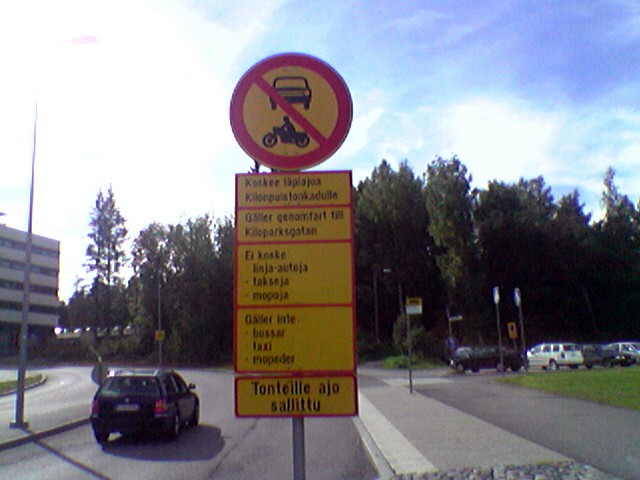 Koskee läpiajoa
Kilonpuistonkadulle
Gäller genomfart till
Kiloparksgatan
Ei koske
- linja-autoja
- takseja
- mopoja
Gäller inte
- bussar
- taxi
- mopeder
Tonteille ajo
sallittu